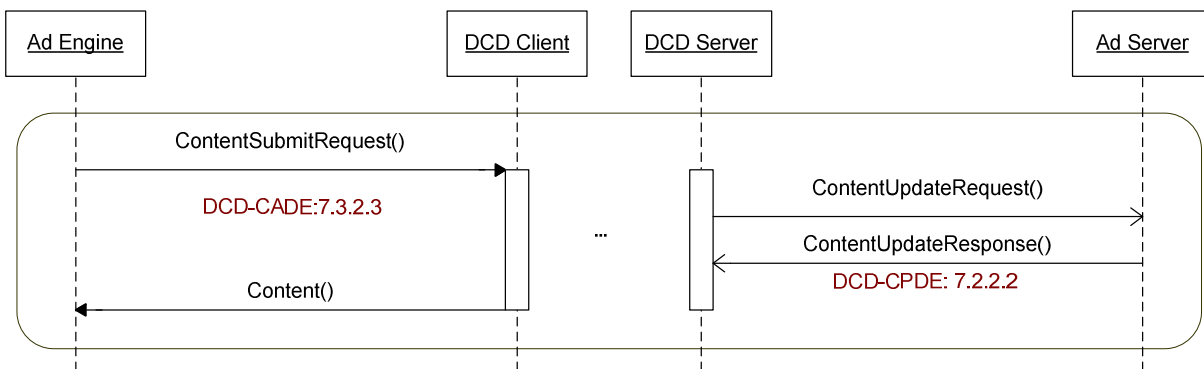 Ad Engine
DCD Client
DCD Server
Ad Server
ContentSubmitRequest()
DCD-CADE:7.3.2.3
ContentUpdateRequest()
...
ContentUpdateResponse()
DCD-CPDE: 7.2.2.2
Content()